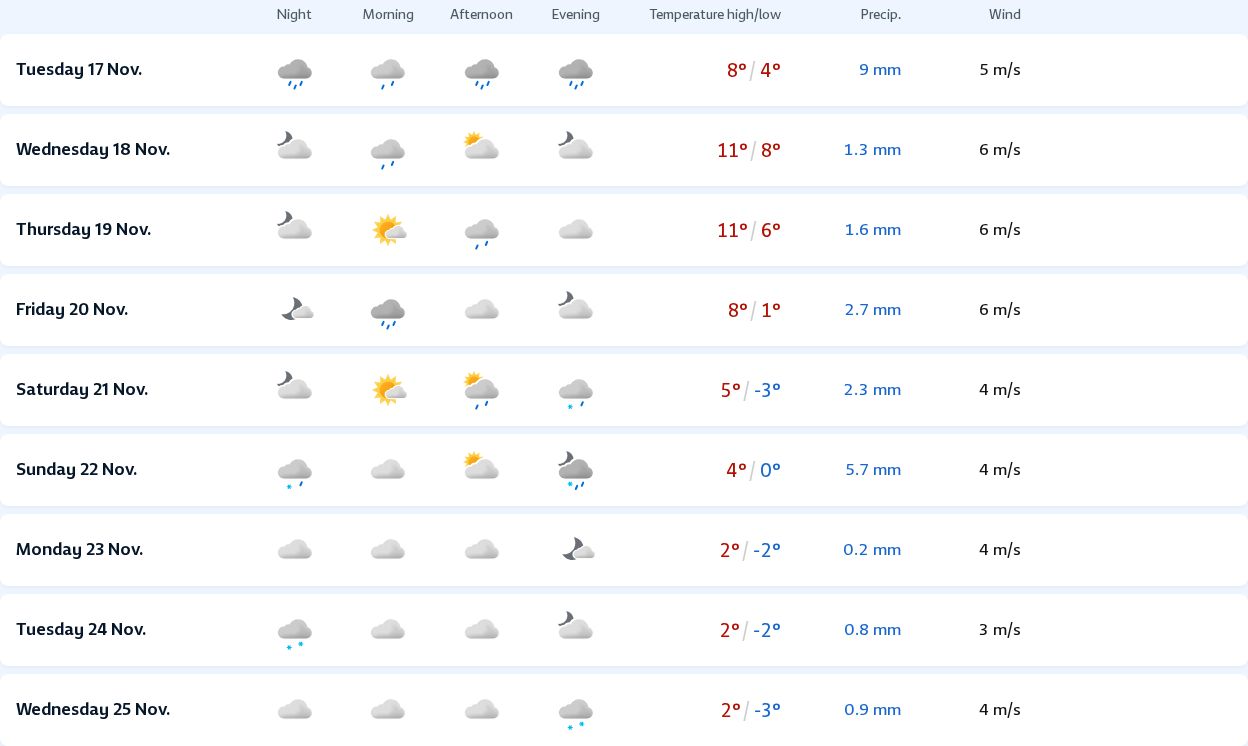 Night Morning Afternoon Evening Temperature high/low Precip. Wind
Tuesday 17 Nov. 8°/4° 9 mm 5 m/s
Wednesday 18 Nov. 11°/8° 1.3 mm 6 m/s
Thursday 19 Nov. 11°/6° 1.6 mm 6 m/s
Friday 20 Nov. 8°/1° 2.7 mm 6 m/s
Saturday 21 Nov. 5°/-3° 2.3 mm 4 m/s
Sunday 22 Nov. 4°/0° 5.7 mm 4 m/s
Monday 23 Nov. 2°/-2° 0.2 mm 4 m/s
Tuesday 24 Nov. 2°/-2° 0.8 mm 3 m/s
Wednesday 25 Nov. 2°/-3° 0.9 mm 4 m/s